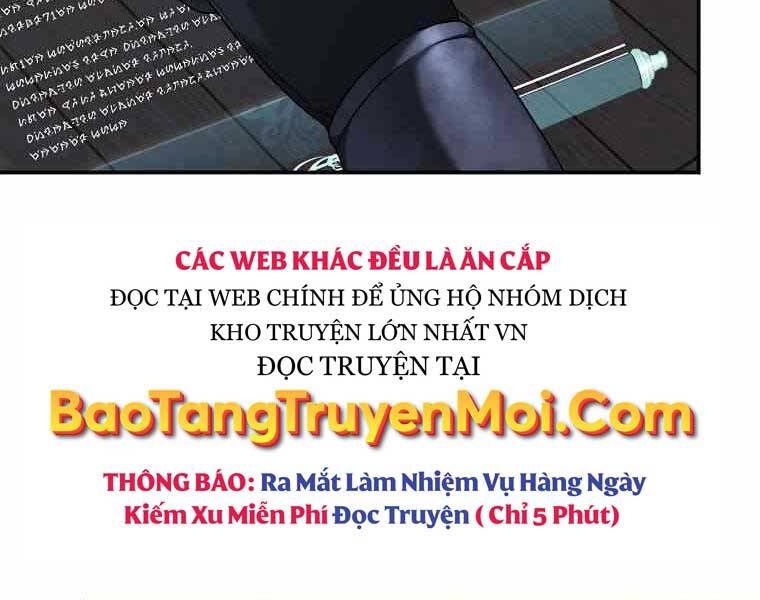 CÁC WEB KHÁC ĐỀU LÀ ĂN CẮP
ĐỌC TẠI WEB CHÍNH ĐỂ ỦNG HỘ NHÓM DỊCH
KHO TRUYỆN LỚN NHẤT VN
ĐỌC TRUYỆN TẠI
BaoTangTruyenMoi.Com
THÔNG BÁO: Ra Mắt Làm Nhiệm Vụ Hàng Ngày
Kiếm Xu Miễn Phí Đọc Truyện ( Chỉ 5 Phút)